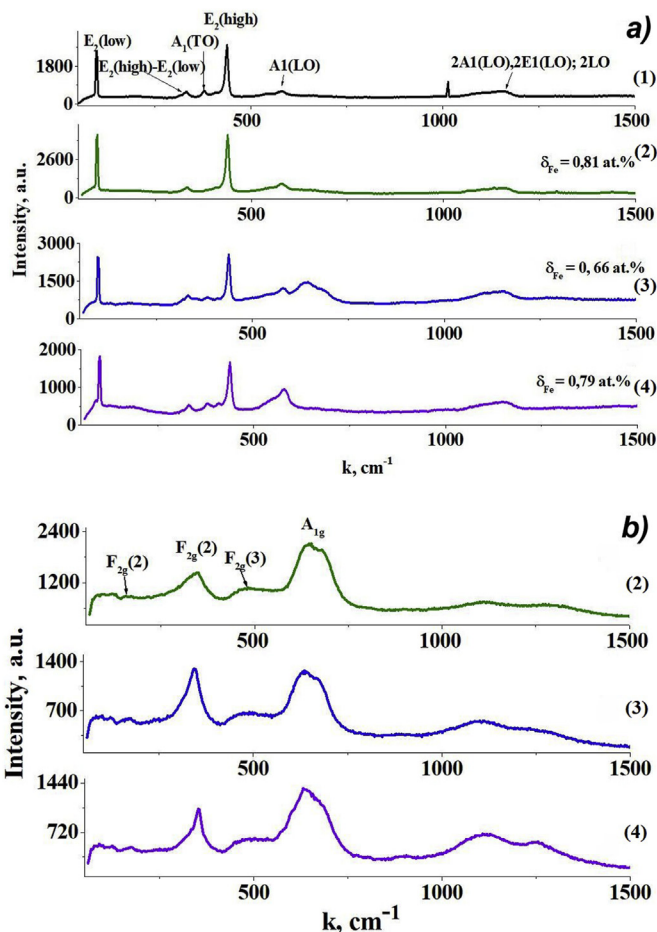 a)
E2(high)
E2(low)
A1(TO)
E2(high)-E2(low)
A1(LO)
2A1(LO),2E1(LO); 2LO
1800
(1)
0
500
1000
1500
(2)
2600
δFe = 0,81 at.%
0
500
1000
1500
3000
1500
δFe = 0, 66 at.%
(3)
0
500
1000
1500
2000
1000
δFe = 0,79 at.%
(4)
0
500
1000
1500
Intensity, a.u.
k, cm-1
b)
2400
A1g
F2g(2)
F2g(2)
F2g(3)
1200
(2)
500
1000
1500
1400
700
(3)
500
1000
1500
1440
720
(4)
500
1000
1500
Intensity, a.u.
k, cm-1